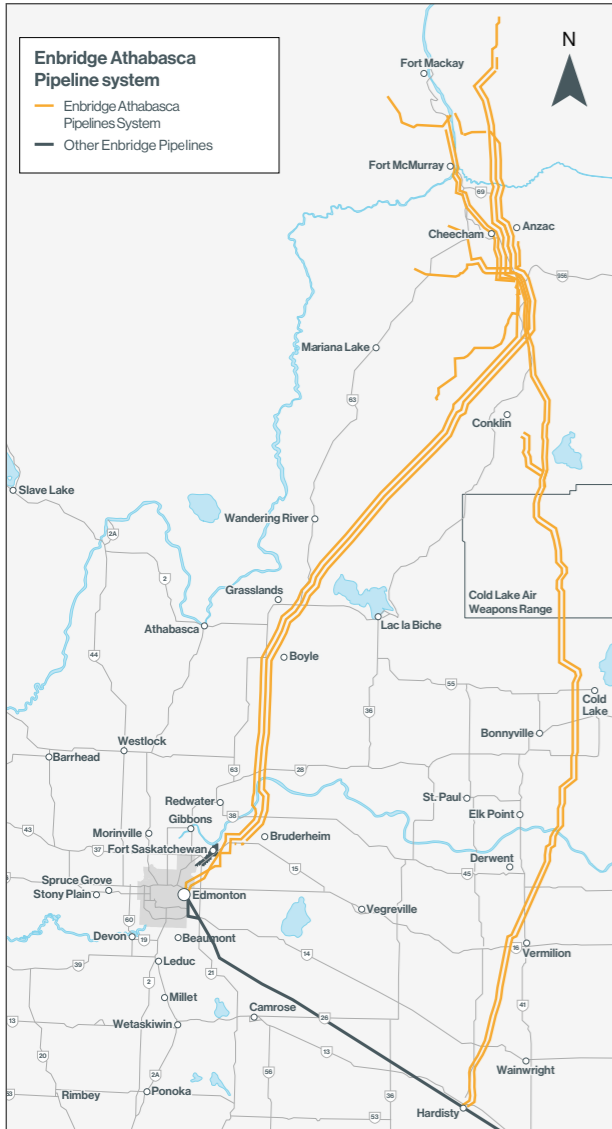 Enbridge Athabasca
Pipeline system
Enbridge Athabasca
Pipelines System
Other Enbridge Pipelines
N
Fort Mackay
Fort McMurray
69
Anzac
Cheecham
Mariana Lake
63
Conklin
Slave Lake
Wandering River
2A
2
Grasslands
Cold Lake Air
Weapons Range
Athabasca
Lac la Biche
44
Boyle
55
Cold
Lake
36
Bonnyville
Westlock
Barrhead
63
28
Redwater
38
St. Paul
Gibbons
Elk Point
43
Morinville
Bruderheim
37
Fort Saskatchewan
15
Derwent
45
Spruce Grove
Stony Plain
Edmonton
Vegreville
60
Devon
19
Beaumont
16
Vermilion
14
39
Leduc
21
2
Millet
41
Camrose
13
26
Wetaskiwin
13
20
Wainwright
2A
56
Rimbey
Ponoka
36
53
53
Hardisty